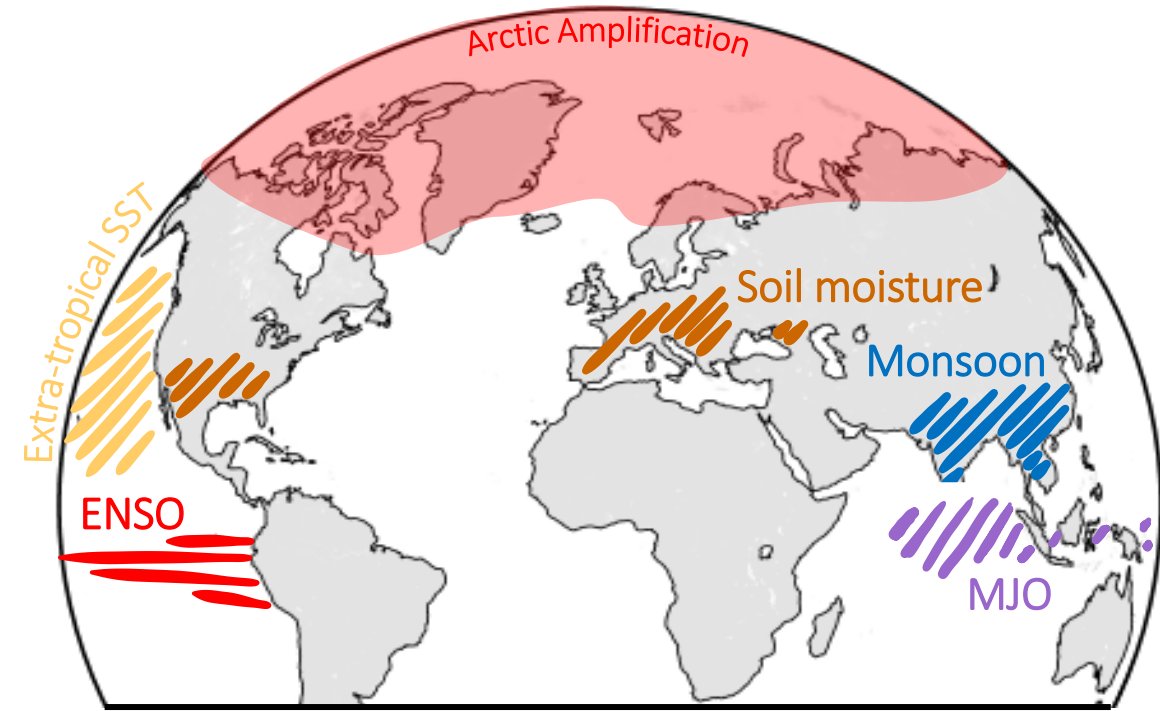 Arctic Amplification
Extra-tropical SST
Soil moisture
Monsoon
ENSO
MJO